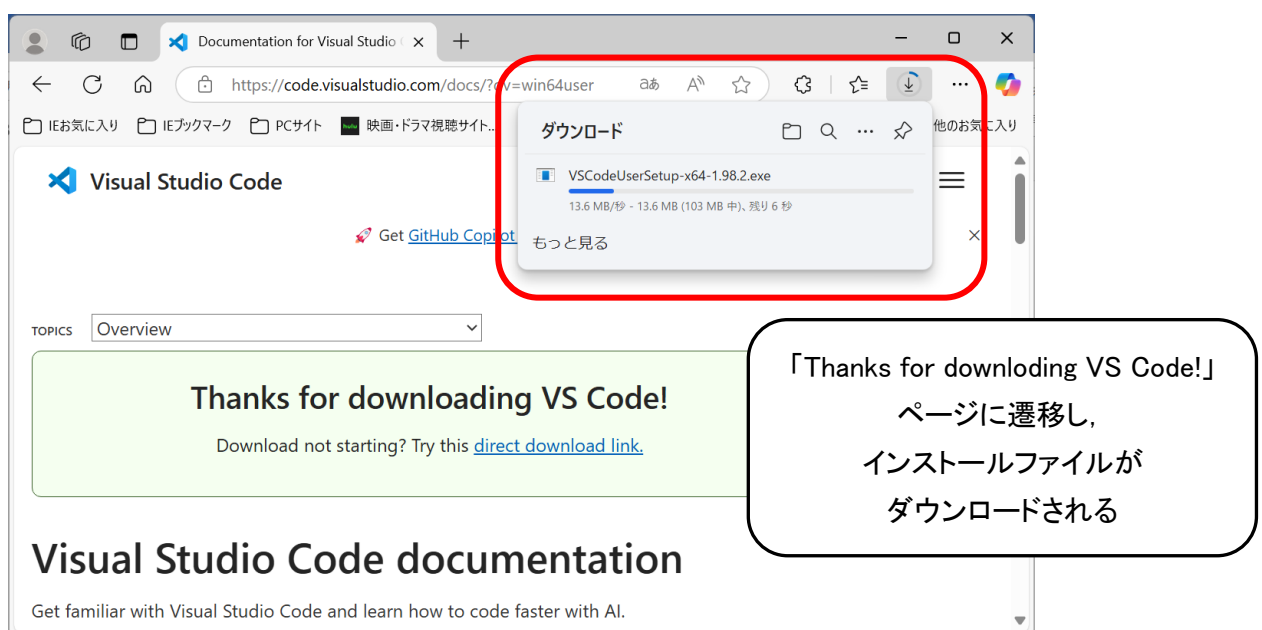 Documentation for Visual Studio
https://code.visualstudio.com/docs/?dv=win64user
aあ
IEお気に入り
IEブックマーク
PCサイト
hulu
映画・ドラマ視聴サイト...
他のお気に入り
ダウンロード
VSCodeUserSetup-x64-1.98.2.exe
13.6 MB/秒 - 13.6 MB (103 MB 中)、残り 6 秒
もっと見る
Visual Studio Code
🚀 Get GitHub Copilot
TOPICS
Overview
Thanks for downloading VS Code!
Download not starting? Try this direct download link.
「Thanks for downloding VS Code!」
ページに遷移し,
インストールファイルが
ダウンロードされる
Visual Studio Code documentation
Get familiar with Visual Studio Code and learn how to code faster with AI.